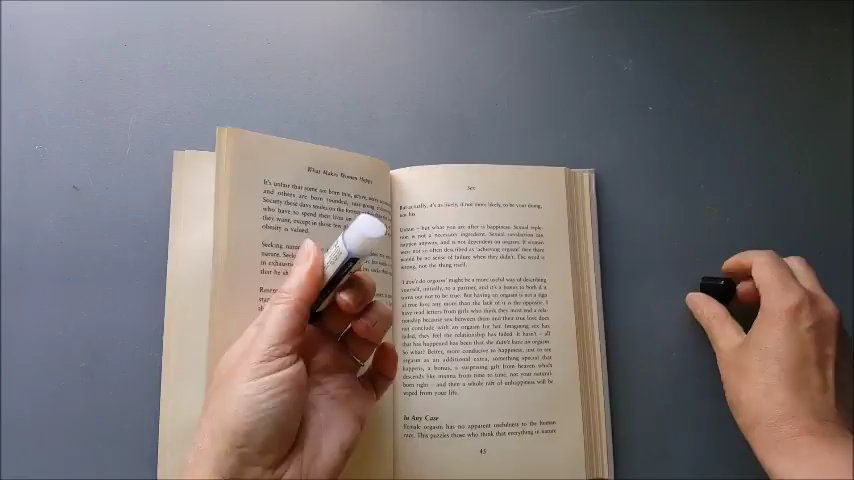 What Makes Women Happy
It's unfair that some are born thin, active,
and others are born rounded,
Society these days smiles on the
who have to spend their lives
they want, except in those few
obesity is valued.
Seeking
nature. See
in exhaustio
that he sh
Resent
Sex
But actually, it's as likely, if not more likely, to be your doing,
not his.
Unfair – but what you are after is happiness. Sexual
is not a necessary ingredient. Sexual satisfaction can
happen anyway, and is not dependent on orgasm. If women
were not so often described as 'achieving orgasm' then there
would be no sense of failure when they didn't. The word is
wrong, not the thing itself.
'I don't do orgasm' might be a more useful way of describing
yourself, initially, to a partner, and it's a bonus to both if it
turns out not to be true. But having an orgasm is not a sign
of true love any more than the lack of it is the opposite. I
have read letters from girls who think they must end a rela-
tionship because sex between them and their true love does
not conclude with an orgasm for her. Imagining sex has
failed, they feel the relationship has failed. It hasn't – all
that has happened has been that she didn't have an orgasm.
So what? Better, more conducive to happiness, not to see
orgasm as an additional extra, something special that
happens, a bonus, a surprising gift from heaven which
descends like manna from time to time, not your natural
born right – and then a whole raft of unhappiness will be
wiped from your life.
In Any Case
Female orgasm has no apparent usefulness to the human
race. This puzzles those who think that everything in nature
45